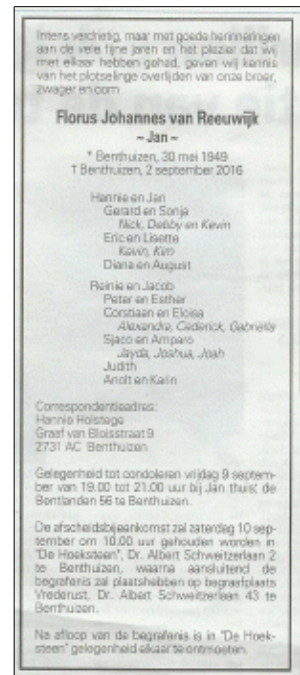 Intens verdrietig, maar met goede herinneringen
aan de vele fijne jaren en het plezier dat wij
met elkaar hebben gehad, geven wij kennis
van het plotselinge overlijden van onze broer,
zwager en oom
Florus Johannes van Reeuwijk
~ Jan ~
* Benthuizen, 30 mei 1949
† Benthuizen, 2 september 2016
Hannie en Jan
Gerard en Sonja
Nick, Debby en Kevin
Eric en Lisette
Kevin, Kim
Diana en August
Reinie en Jacob
Peter en Esther
Corstiaan en Eloisa
Alexandra, Cederick, Gabriëlle
Sjaco en Amparo
Jayda, Joshua, Joah
Judith
Arjolt en Karin
Correspondentieadres:
Hannie Holstege
Graaf van Bloisstraat 9
2731 AC Benthuizen
Gelegenheid tot condoleren vrijdag 9 septem-
ber van 19.00 tot 21.00 uur bij Jan thuis: de
Bentlanden 56 te Benthuizen.
De afscheidsbijeenkomst zal zaterdag 10 sep-
tember om 10.00 uur gehouden worden in
"De Hoeksteen", Dr. Albert Schweitzerlaan 2
te Benthuizen, waarna aansluitend de
begrafenis zal plaatshebben op begraafplaats
Vrederust, Dr. Albert Schweitzerlaan 43 te
Benthuizen.
Na afloop van de begrafenis is in "De Hoek-
steen" gelegenheid elkaar te ontmoeten.